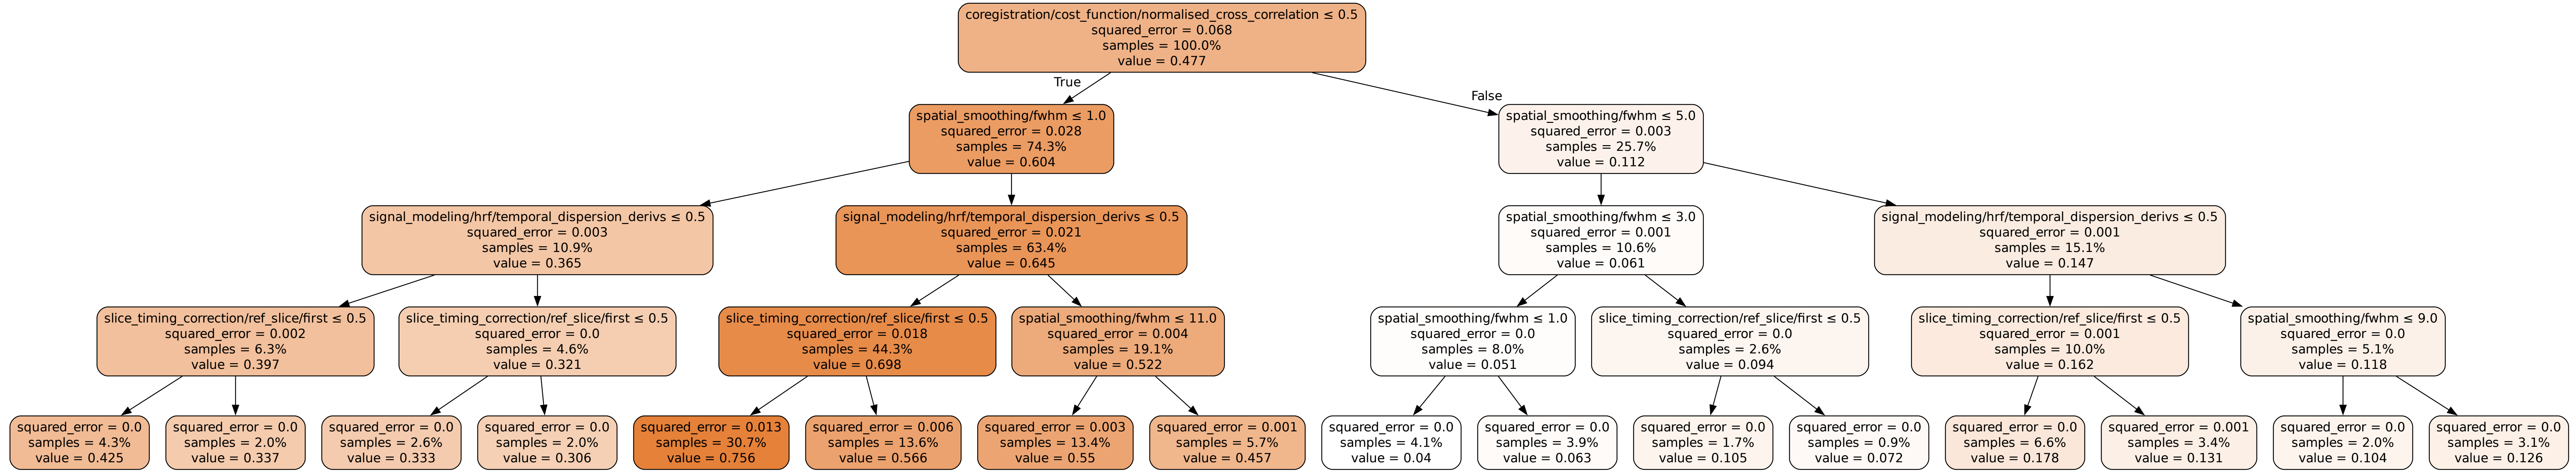 coregistration/cost_function/normalised_cross_correlation ≤ 0.5
squared_error = 0.068
samples = 100.0%
value = 0.477
True
False
spatial_smoothing/fwhm ≤ 1.0
squared_error = 0.028
samples = 74.3%
value = 0.604
spatial_smoothing/fwhm ≤ 5.0
squared_error = 0.003
samples = 25.7%
value = 0.112
signal_modeling/hrf/temporal_dispersion_derivs ≤ 0.5
squared_error = 0.003
samples = 10.9%
value = 0.365
signal_modeling/hrf/temporal_dispersion_derivs ≤ 0.5
squared_error = 0.021
samples = 63.4%
value = 0.645
spatial_smoothing/fwhm ≤ 3.0
squared_error = 0.001
samples = 10.6%
value = 0.061
signal_modeling/hrf/temporal_dispersion_derivs ≤ 0.5
squared_error = 0.001
samples = 15.1%
value = 0.147
slice_timing_correction/ref_slice/first ≤ 0.5
squared_error = 0.002
samples = 6.3%
value = 0.397
slice_timing_correction/ref_slice/first ≤ 0.5
squared_error = 0.0
samples = 4.6%
value = 0.321
slice_timing_correction/ref_slice/first ≤ 0.5
squared_error = 0.018
samples = 44.3%
value = 0.698
spatial_smoothing/fwhm ≤ 11.0
squared_error = 0.004
samples = 19.1%
value = 0.522
spatial_smoothing/fwhm ≤ 1.0
squared_error = 0.0
samples = 8.0%
value = 0.051
slice_timing_correction/ref_slice/first ≤ 0.5
squared_error = 0.0
samples = 2.6%
value = 0.094
slice_timing_correction/ref_slice/first ≤ 0.5
squared_error = 0.001
samples = 10.0%
value = 0.162
spatial_smoothing/fwhm ≤ 9.0
squared_error = 0.0
samples = 5.1%
value = 0.118
squared_error = 0.0
samples = 4.3%
value = 0.425
squared_error = 0.0
samples = 2.0%
value = 0.337
squared_error = 0.0
samples = 2.6%
value = 0.333
squared_error = 0.0
samples = 2.0%
value = 0.306
squared_error = 0.013
samples = 30.7%
value = 0.756
squared_error = 0.006
samples = 13.6%
value = 0.566
squared_error = 0.003
samples = 13.4%
value = 0.55
squared_error = 0.001
samples = 5.7%
value = 0.457
squared_error = 0.0
samples = 4.1%
value = 0.04
squared_error = 0.0
samples = 3.9%
value = 0.063
squared_error = 0.0
samples = 1.7%
value = 0.105
squared_error = 0.0
samples = 0.9%
value = 0.072
squared_error = 0.0
samples = 6.6%
value = 0.178
squared_error = 0.001
samples = 3.4%
value = 0.131
squared_error = 0.0
samples = 2.0%
value = 0.104
squared_error = 0.0
samples = 3.1%
value = 0.126